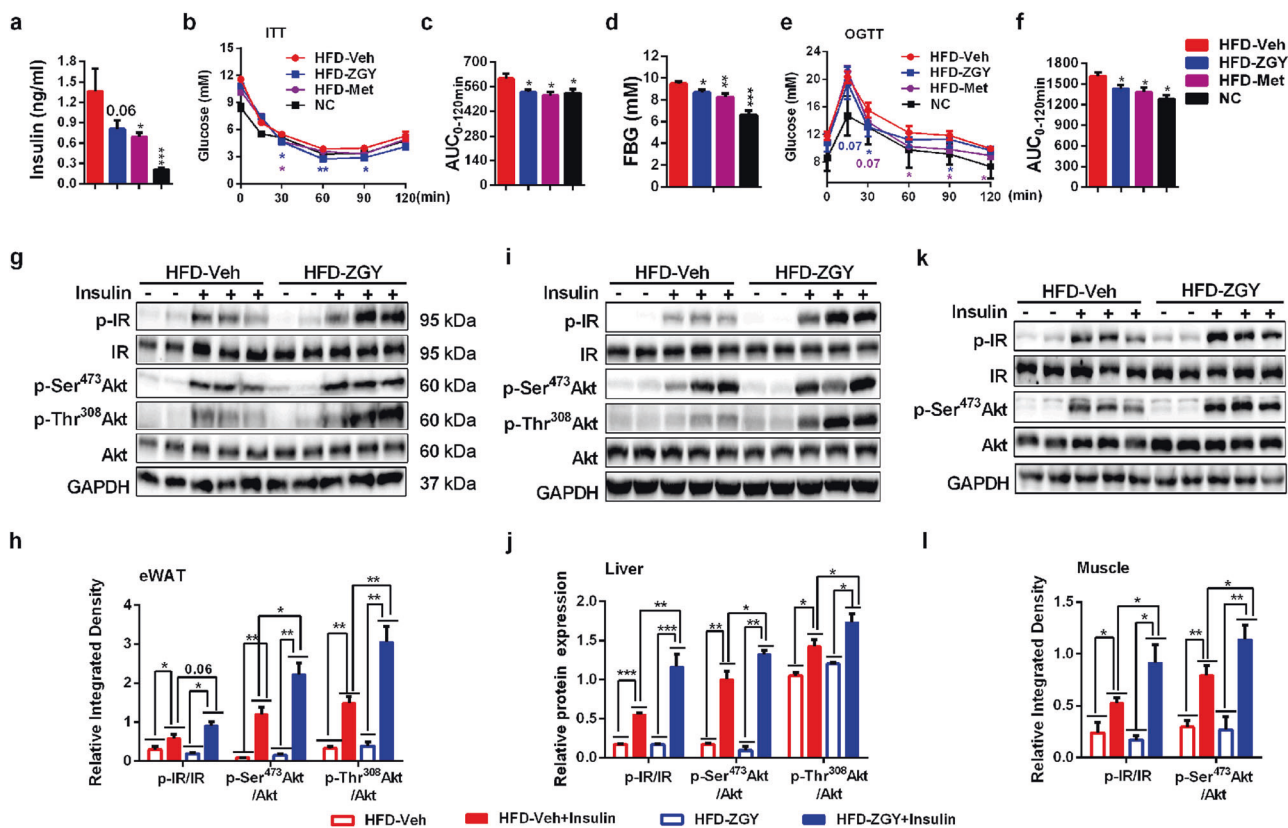 a
Insulin (ng/ml)
1.8
1.5
1.2
0.9
0.6
0.3
0.0
0.06
*
***
b
ITT
Glucose (mM)
15
12
9
6
3
0
0 30 60 90 120 (min)
HFD-Veh
HFD-ZGY
HFD-Met
NC
*
*
**
*
c
AUC0-120min
700
560
420
280
140
0
* * *
d
FBG (mM)
12
10
8
6
4
2
0
*
**
***
e
OGTT
Glucose (mM)
24
20
16
12
8
0 30 60 90 120 (min)
HFD-Veh
HFD-ZGY
HFD-Met
NC
0.07
*
0.07
*
*
*
*
f
AUC0-120min
1800
1500
1200
900
600
300
0
* * *
HFD-Veh
HFD-ZGY
HFD-Met
NC
g
HFD-Veh HFD-ZGY
Insulin - - + + + - - + + +
p-IR 95 kDa
IR 95 kDa
p-Ser473Akt 60 kDa
p-Thr308Akt 60 kDa
Akt 60 kDa
GAPDH 37 kDa
i
HFD-Veh HFD-ZGY
Insulin - - + + + - - + + +
p-IR
IR
p-Ser473Akt
p-Thr308Akt
Akt
GAPDH
k
HFD-Veh HFD-ZGY
Insulin - - + + + - - + + +
p-IR
IR
p-Ser473Akt
Akt
GAPDH
h
eWAT
Relative Integrated Density
4
3
2
1
0
* 0.06 *
** * **
** ** **
p-IR/IR p-Ser473Akt p-Thr308Akt
/Akt /Akt
j
Liver
Relative protein expression
2.0
1.5
1.0
0.5
0.0
*** ** ***
** * **
* * *
p-IR/IR p-Ser473Akt p-Thr308Akt
/Akt /Akt
l
Muscle
Relative Integrated Density
1.5
1.0
0.5
0.0
* * *
** * **
p-IR/IR p-Ser473Akt
/Akt
HFD-Veh HFD-Veh+Insulin HFD-ZGY HFD-ZGY+Insulin